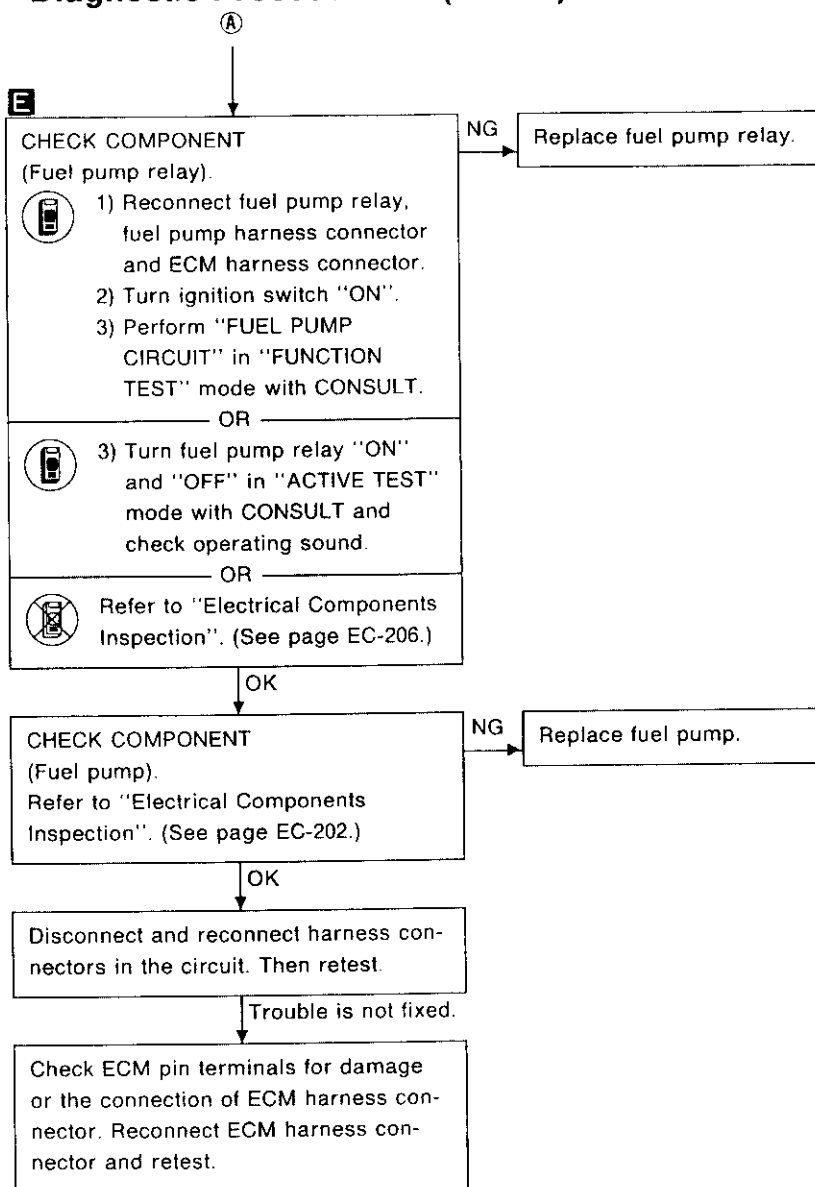 Ⓐ
E
CHECK COMPONENT
(Fuel pump relay).
1) Reconnect fuel pump relay,
fuel pump harness connector
and ECM harness connector.
2) Turn ignition switch "ON".
3) Perform "FUEL PUMP
CIRCUIT" in "FUNCTION
TEST" mode with CONSULT.
OR
3) Turn fuel pump relay "ON"
and "OFF" in "ACTIVE TEST"
mode with CONSULT and
check operating sound.
OR
Refer to "Electrical Components
Inspection". (See page EC-206.)
NG
Replace fuel pump relay.
OK
CHECK COMPONENT
(Fuel pump).
Refer to "Electrical Components
Inspection". (See page EC-202.)
NG
Replace fuel pump.
OK
Disconnect and reconnect harness con-
nectors in the circuit. Then retest.
Trouble is not fixed.
Check ECM pin terminals for damage
or the connection of ECM harness con-
nector. Reconnect ECM harness con-
nector and retest.